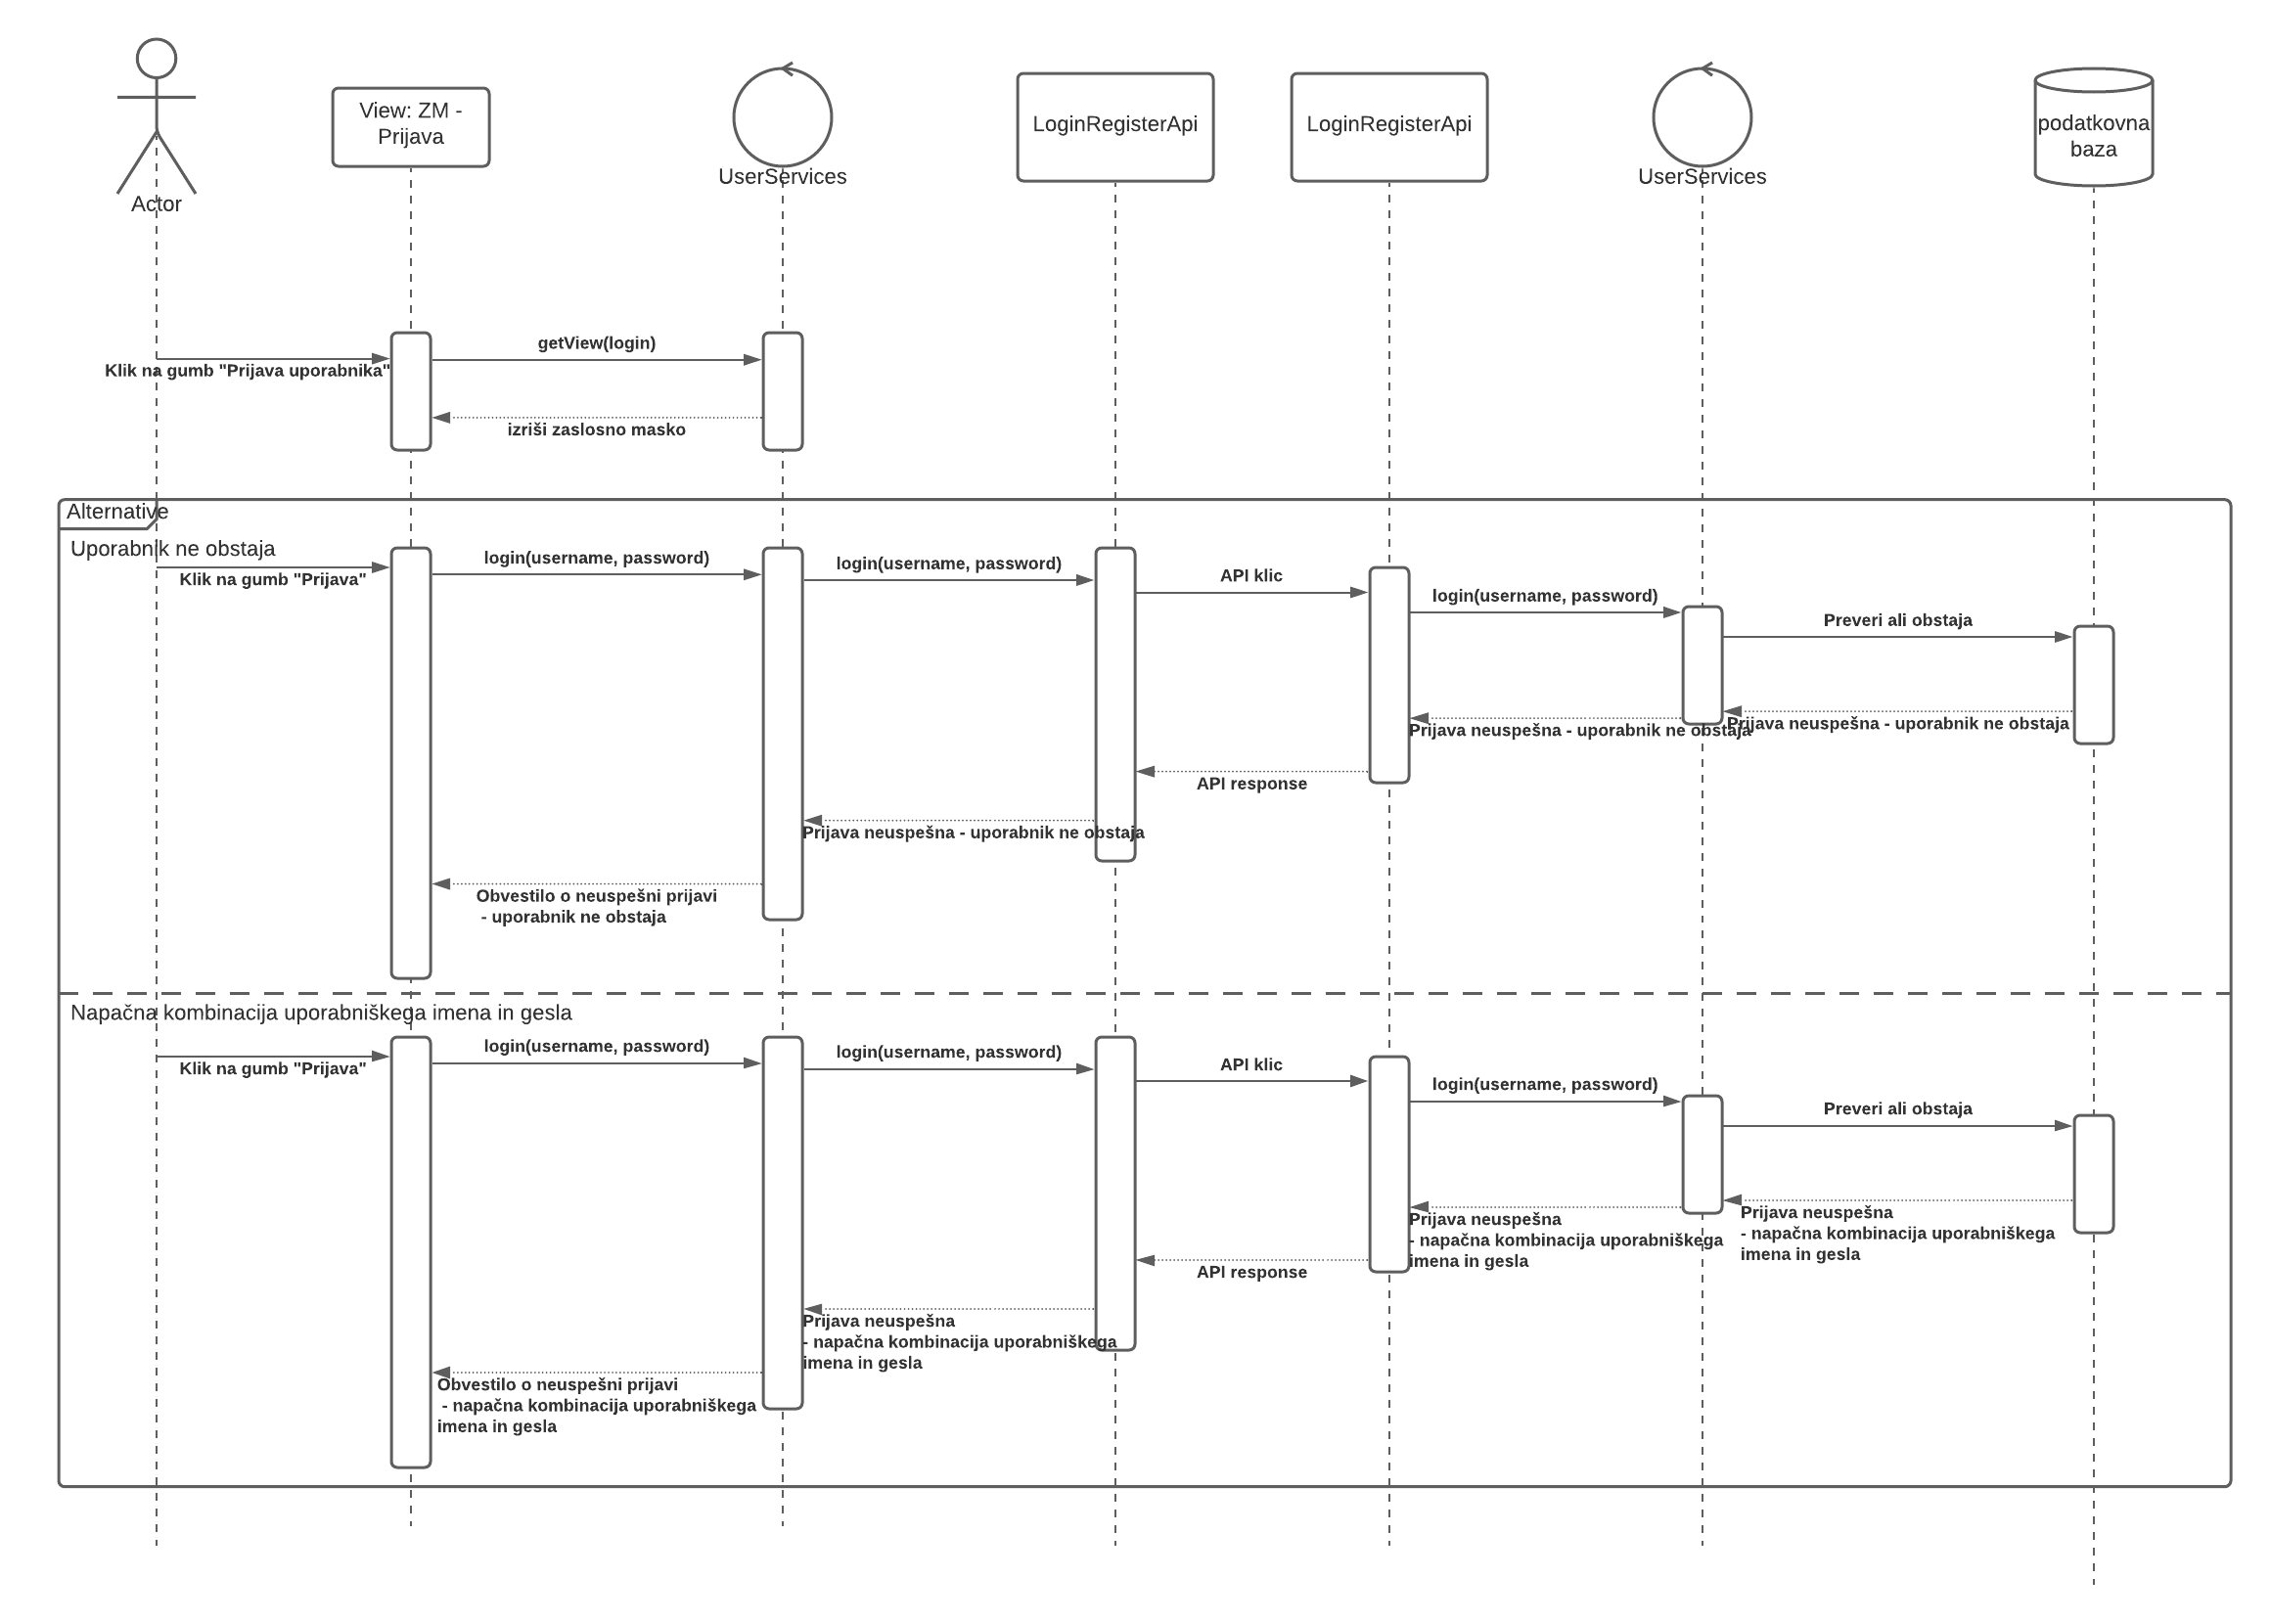 Actor
View: ZM -
Prijava
UserServices
LoginRegisterApi
LoginRegisterApi
UserServices
podatkovna
baza
Klik na gumb "Prijava uporabnika"
getView(login)
izriši zaslosno masko
Alternative
Uporabnik ne obstaja
Klik na gumb "Prijava"
login(username, password)
login(username, password)
API klic
login(username, password)
Preveri ali obstaja
Prijava neuspešna - uporabnik ne obstaja
Prijava neuspešna - uporabnik ne obstaja
API response
Prijava neuspešna - uporabnik ne obstaja
Obvestilo o neuspešni prijavi
- uporabnik ne obstaja
Napačna kombinacija uporabniškega imena in gesla
Klik na gumb "Prijava"
login(username, password)
login(username, password)
API klic
login(username, password)
Preveri ali obstaja
Prijava neuspešna
- napačna kombinacija uporabniškega
imena in gesla
Prijava neuspešna
- napačna kombinacija uporabniškega
imena in gesla
API response
Prijava neuspešna
- napačna kombinacija uporabniškega
imena in gesla
Obvestilo o neuspešni prijavi
- napačna kombinacija uporabniškega
imena in gesla